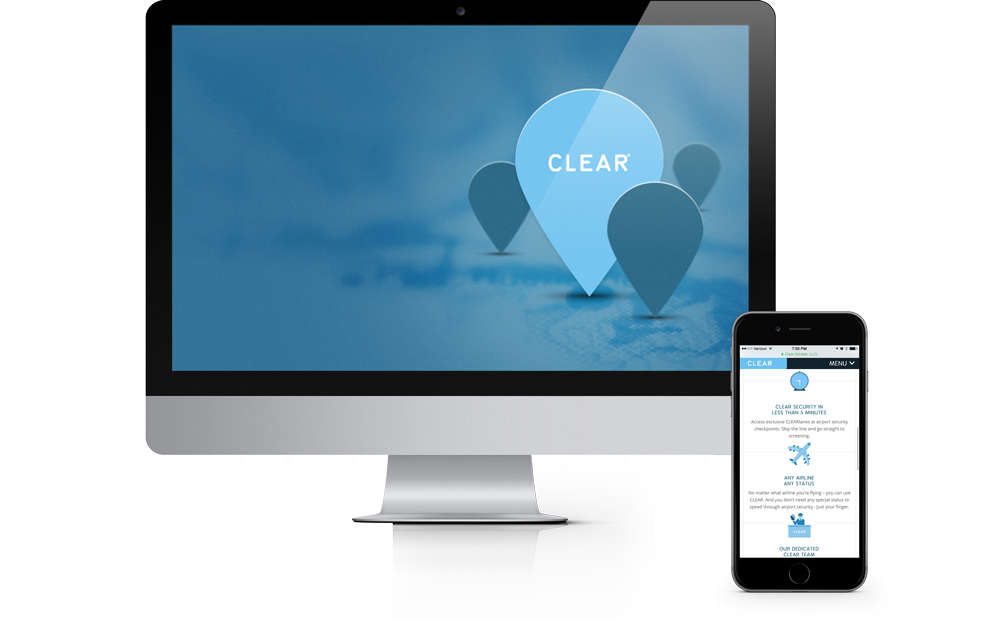 CLEAR
Verizon 7:50 PM
CLEAR
MENU
CLEAR SECURITY IN
LESS THAN 5 MINUTES
Access exclusive CLEARlanes at airport security
checkpoints. Skip the line and go straight to
screening.
ANY AIRLINE
ANY STATUS
No matter what airline you're flying - you can use
CLEAR. And you don't need any special status to
speed through airport security - just your finger.
CLEAR
OUR DEDICATED
CLEAR TEAM